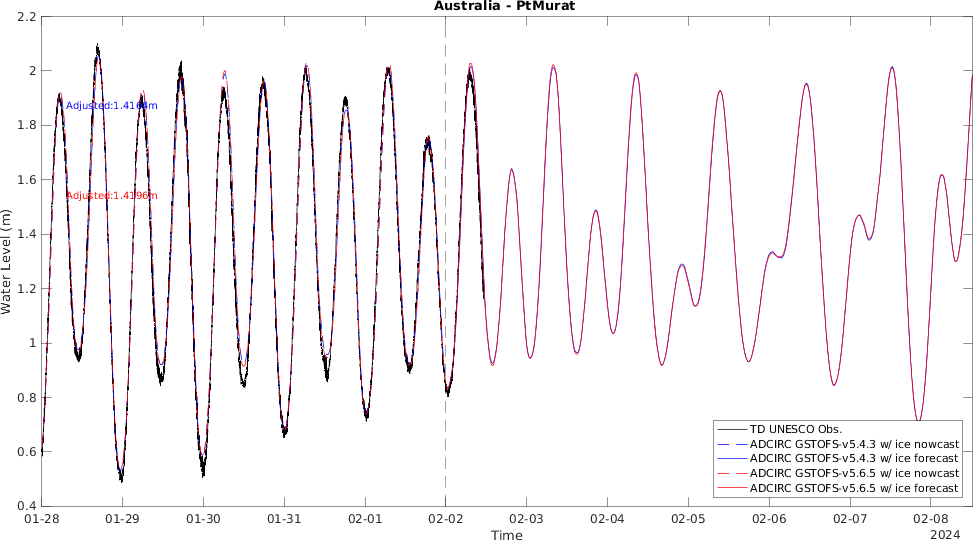 Australia - PtMurat
2.2
2
1.8
1.6
1.4
1.2
1
0.8
0.6
0.4
Water Level (m)
Adjusted:1.4164m
Adjusted:1.4196m
TD UNESCO Obs.
ADCIRC GSTOFS-v5.4.3 w/ ice nowcast
ADCIRC GSTOFS-v5.4.3 w/ ice forecast
ADCIRC GSTOFS-v5.6.5 w/ ice nowcast
ADCIRC GSTOFS-v5.6.5 w/ ice forecast
01-28 01-29 01-30 01-31 02-01 02-02 02-03 02-04 02-05 02-06 02-07 02-08
Time 2024